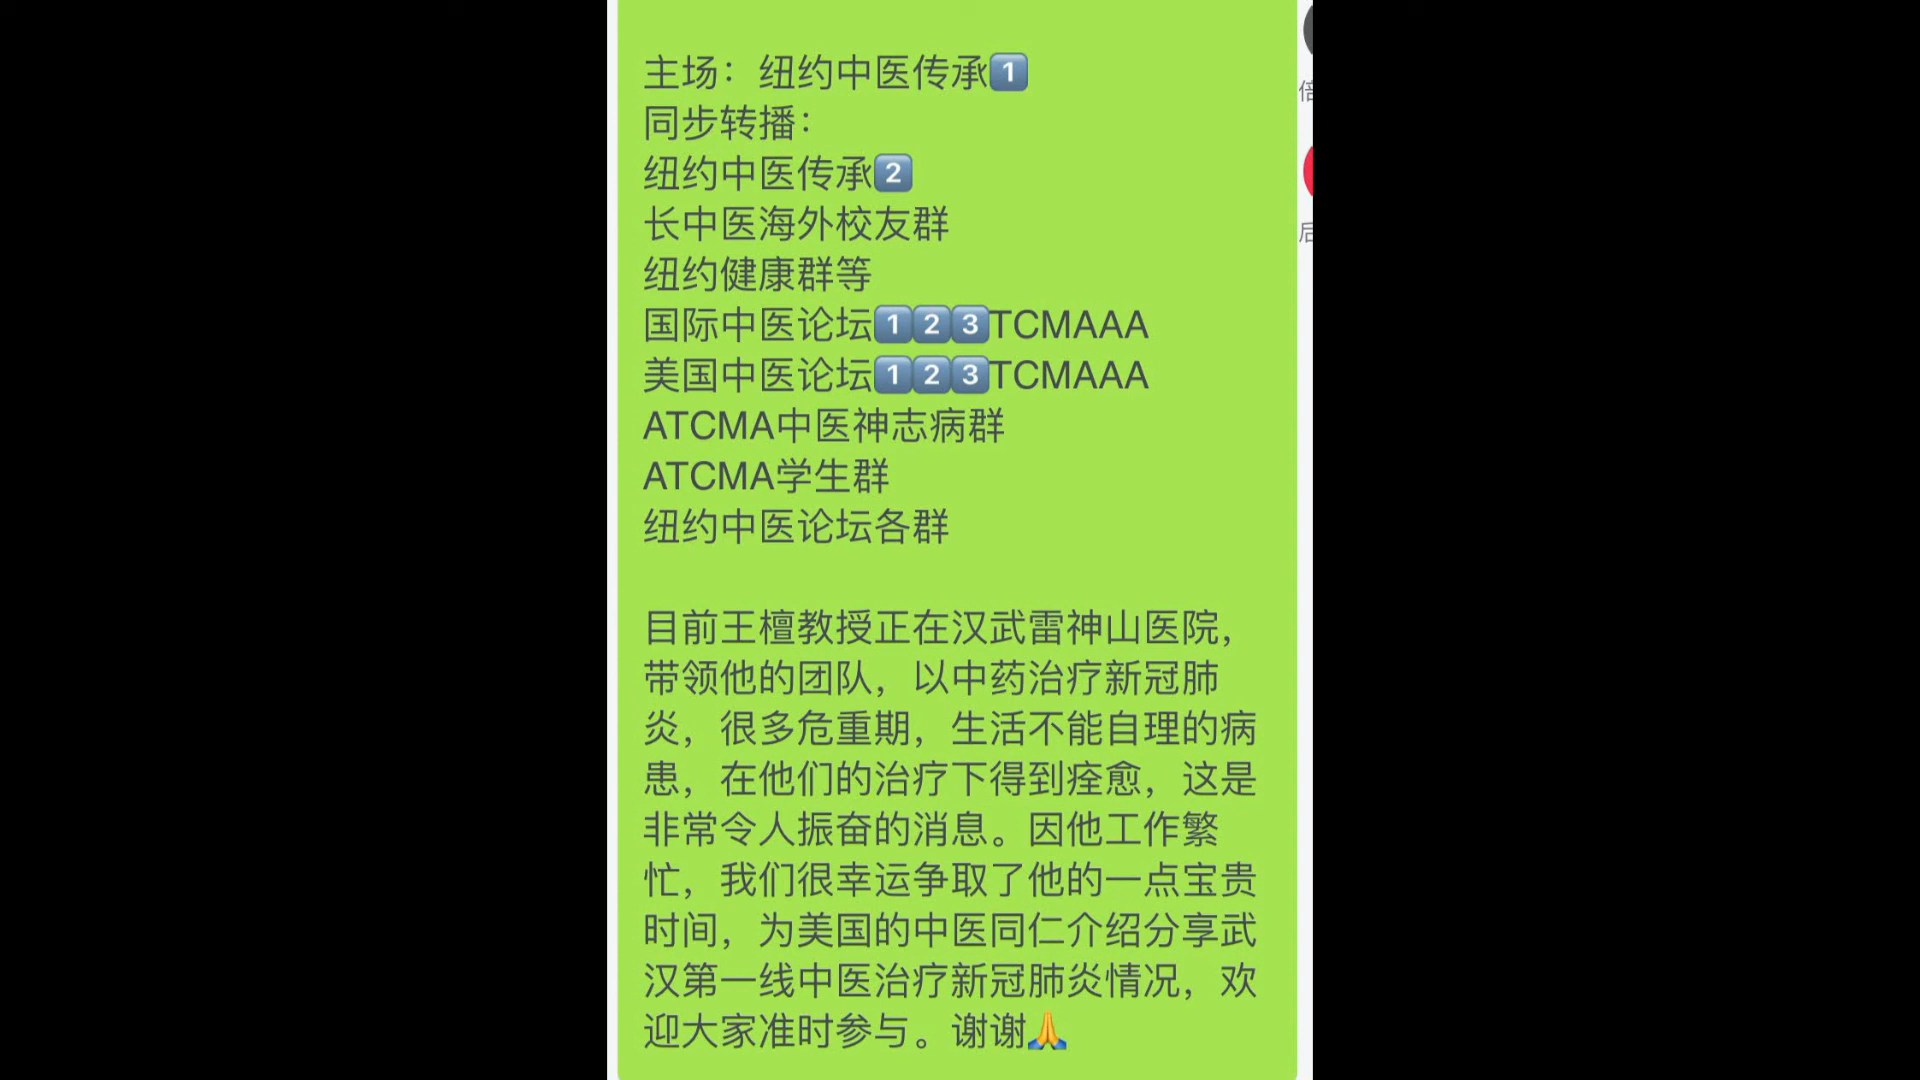 主场：纽约中医传承1️⃣
同步转播：
纽约中医传承2️⃣
长中医海外校友群
纽约健康群等
国际中医论坛1️⃣2️⃣3️⃣TCMAAA
美国中医论坛1️⃣2️⃣3️⃣TCMAAA
ATCMA中医神志病群
ATCMA学生群
纽约中医论坛各群
目前王檀教授正在汉武雷神山医院，
带领他的团队，以中药治疗新冠肺
炎，很多危重期，生活不能自理的病
患，在他们的治疗下得到痊愈，这是
非常令人振奋的消息。因他工作繁
忙，我们很幸运争取了他的一点宝贵
时间，为美国的中医同仁介绍分享武
汉第一线中医治疗新冠肺炎情况，欢
迎大家准时参与。谢谢🙏